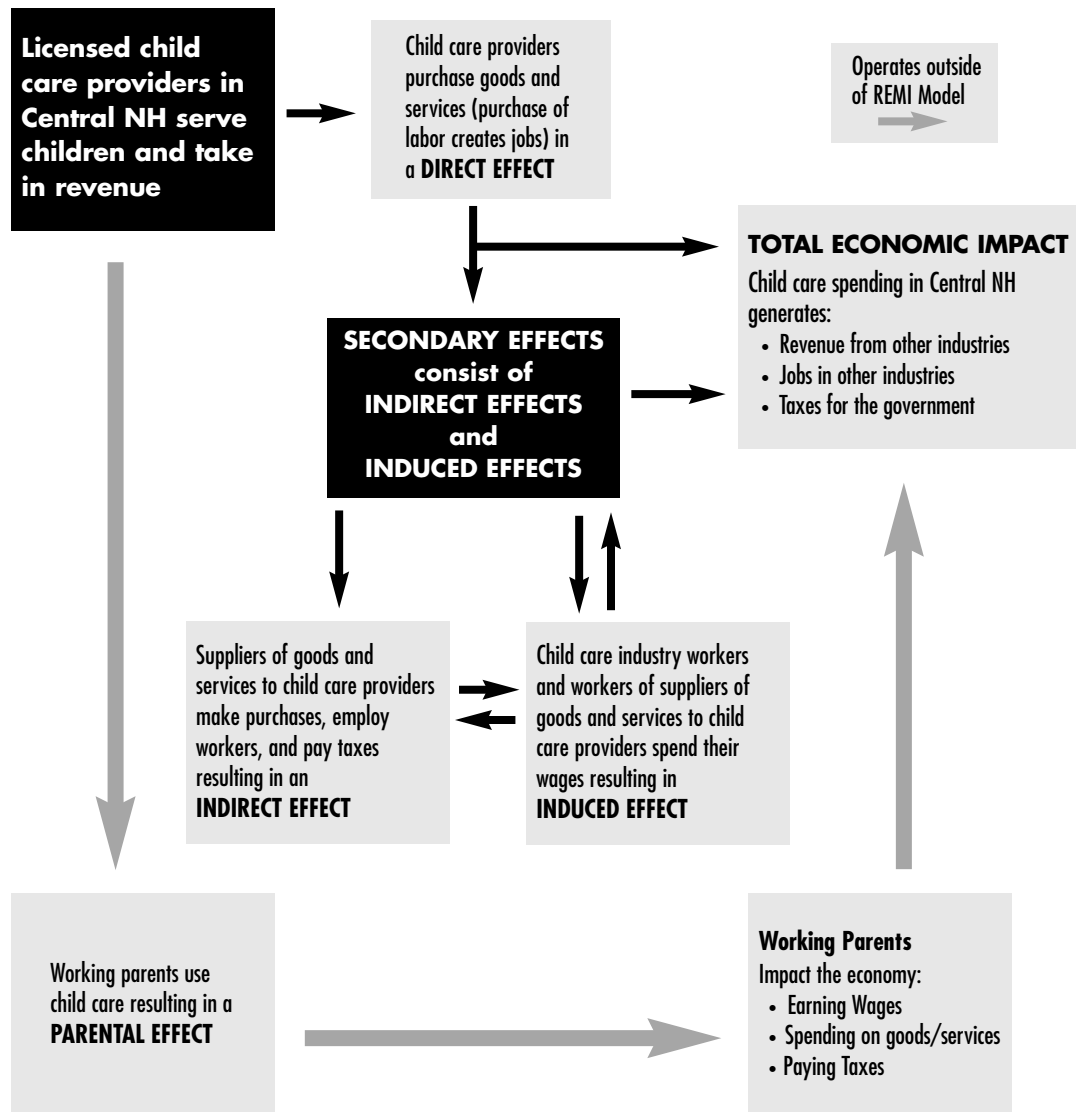 Licensed child
care providers in
Central NH serve
children and take
in revenue
Child care providers
purchase goods and
services (purchase of
labor creates jobs) in
a DIRECT EFFECT
Operates outside
of REMI Model
TOTAL ECONOMIC IMPACT
Child care spending in Central NH
generates:
• Revenue from other industries
• Jobs in other industries
• Taxes for the government
SECONDARY EFFECTS
consist of
INDIRECT EFFECTS
and
INDUCED EFFECTS
Suppliers of goods and
services to child care providers
make purchases, employ
workers, and pay taxes
resulting in an
INDIRECT EFFECT
Child care industry workers
and workers of suppliers of
goods and services to child
care providers spend their
wages resulting in
INDUCED EFFECT
Working parents use
child care resulting in a
PARENTAL EFFECT
Working Parents
Impact the economy:
• Earning Wages
• Spending on goods/services
• Paying Taxes